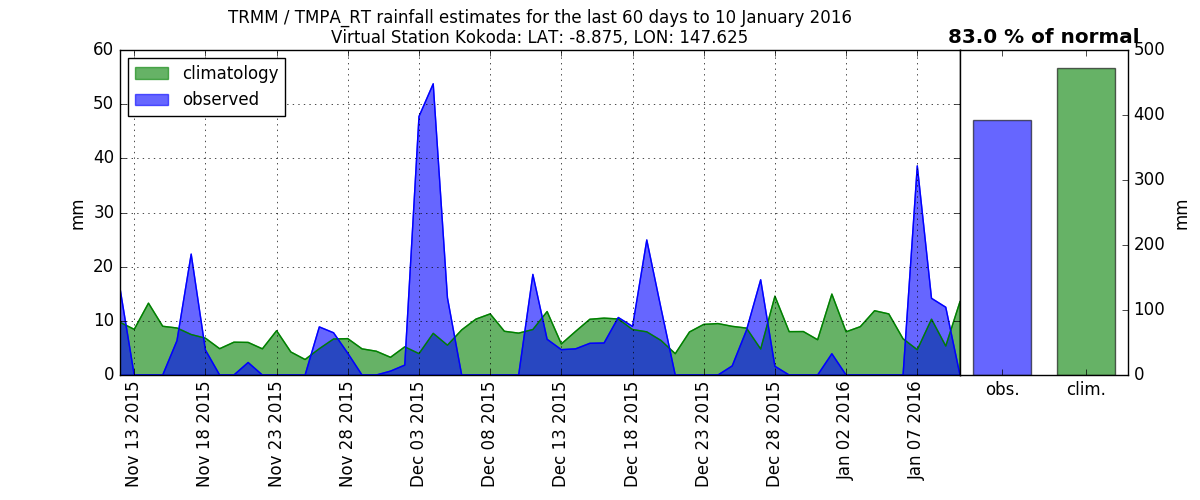 TRMM / TMPA_RT rainfall estimates for the last 60 days to 10 January 2016
Virtual Station Kokoda: LAT: -8.875, LON: 147.625
83.0 % of normal
climatology
observed
60
50
40
30
20
10
0
mm
Nov 13 2015
Nov 18 2015
Nov 23 2015
Nov 28 2015
Dec 03 2015
Dec 08 2015
Dec 13 2015
Dec 18 2015
Dec 23 2015
Dec 28 2015
Jan 02 2016
Jan 07 2016
obs.
clim.
500
400
300
200
100
0
mm